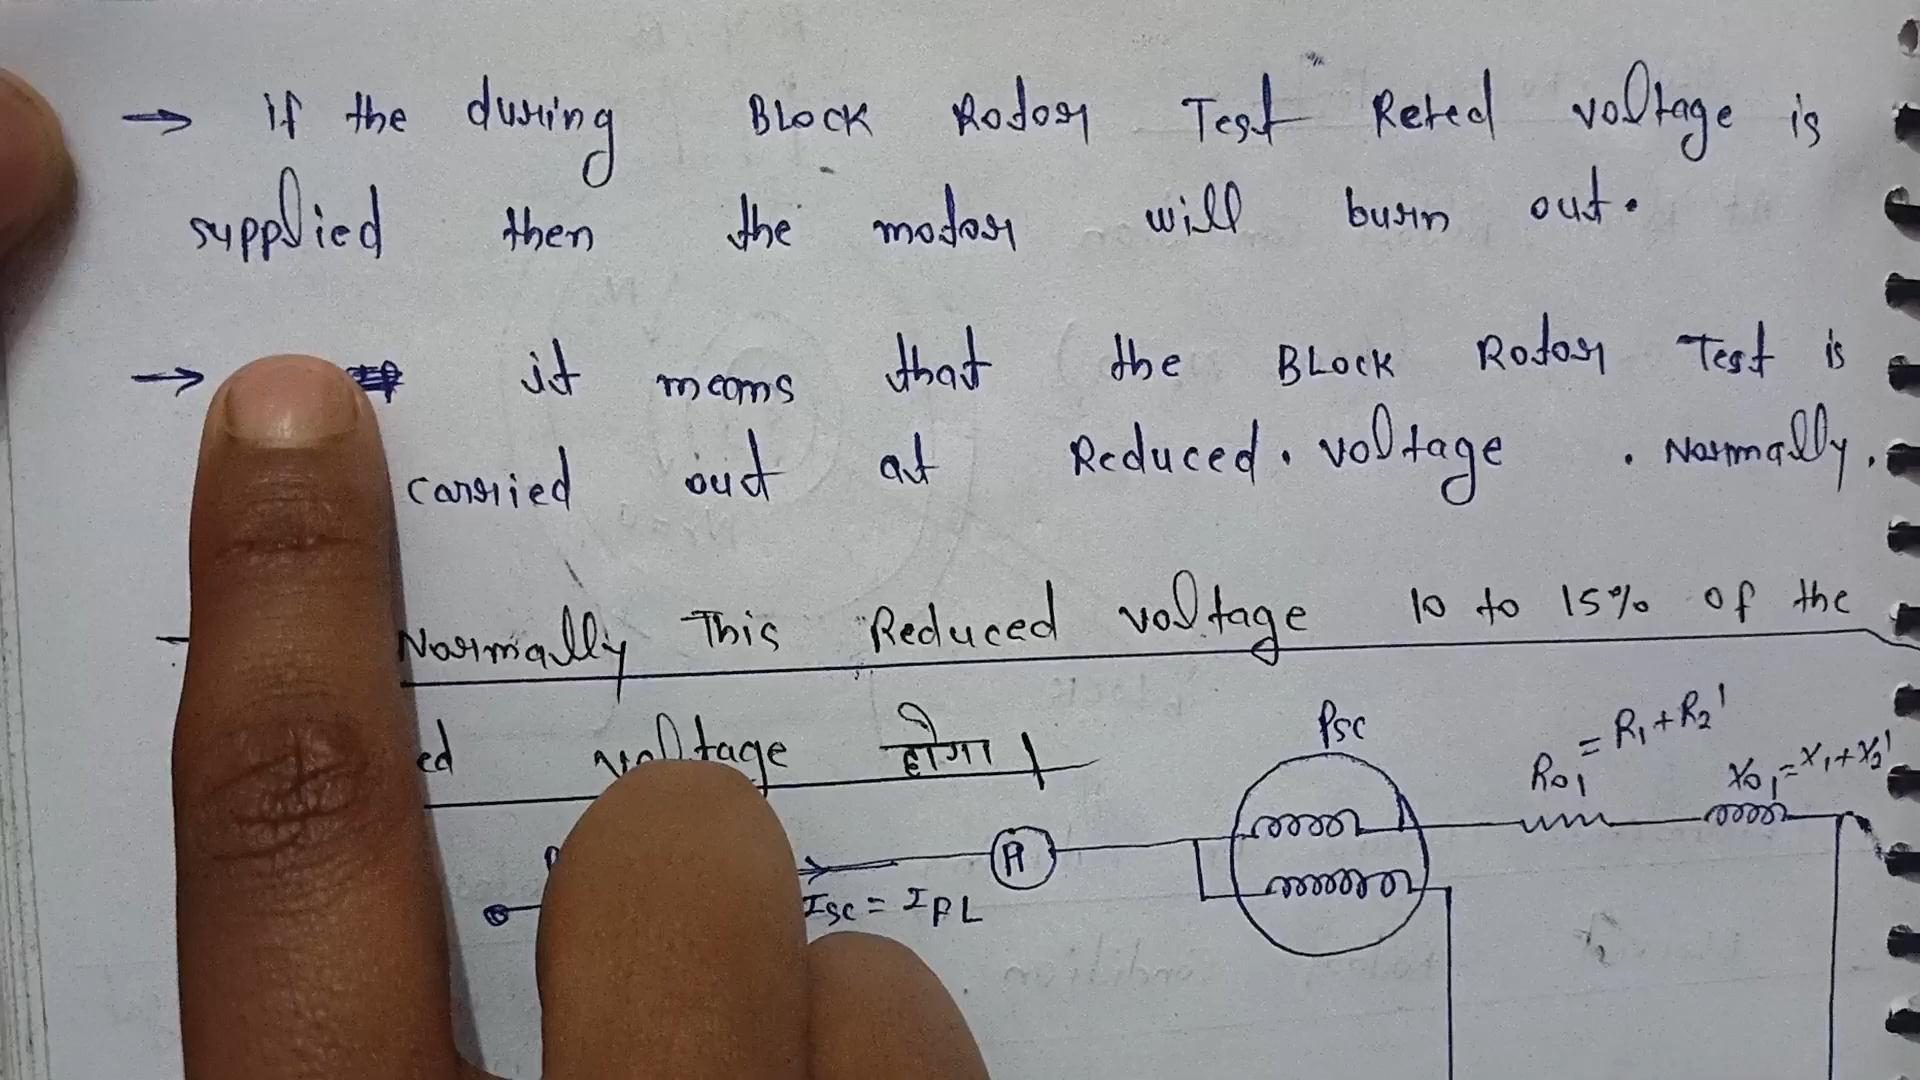 → if the during BLOCK Rotor Test Reted voltage is
supplied then the motor will burn out.
→ it means that the BLOCK Rotor Test is
carried out at Reduced. voltage . Normally.
Normally This Reduced voltage 10 to 15% of the
ed voltage होगा।
Psc
R01 = R1 + R2'
X01 = X1 + X2'
A
Isc = IFL